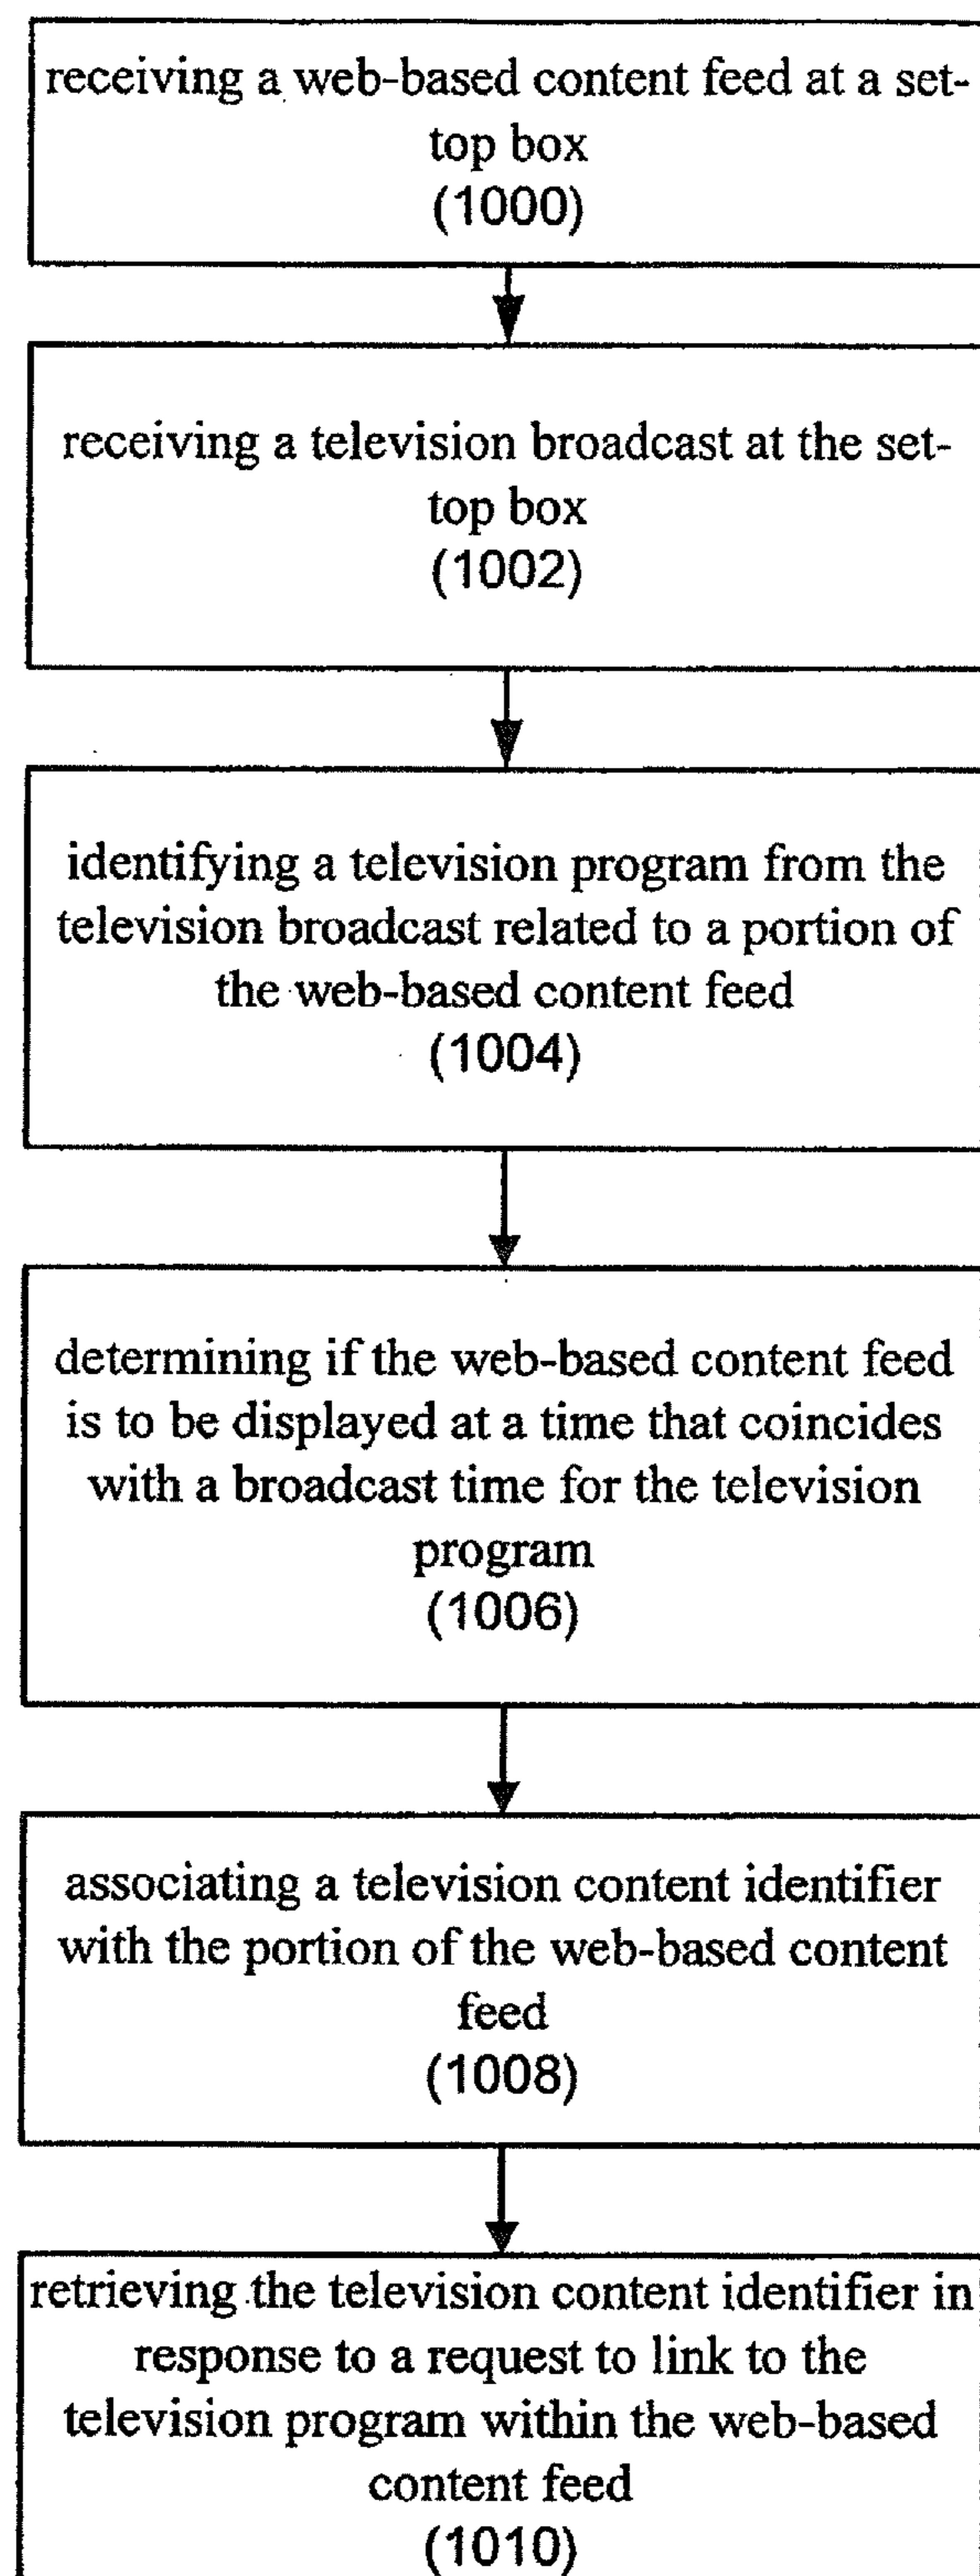 receiving a web-based content feed at a set-
top box
(1000)
receiving a television broadcast at the set-
top box
(1002)
identifying a television program from the
television broadcast related to a portion of
the web-based content feed
(1004)
determining if the web-based content feed
is to be displayed at a time that coincides
with a broadcast time for the television
program
(1006)
associating a television content identifier
with the portion of the web-based content
feed
(1008)
retrieving the television content identifier in
response to a request to link to the
television program within the web-based
content feed
(1010)